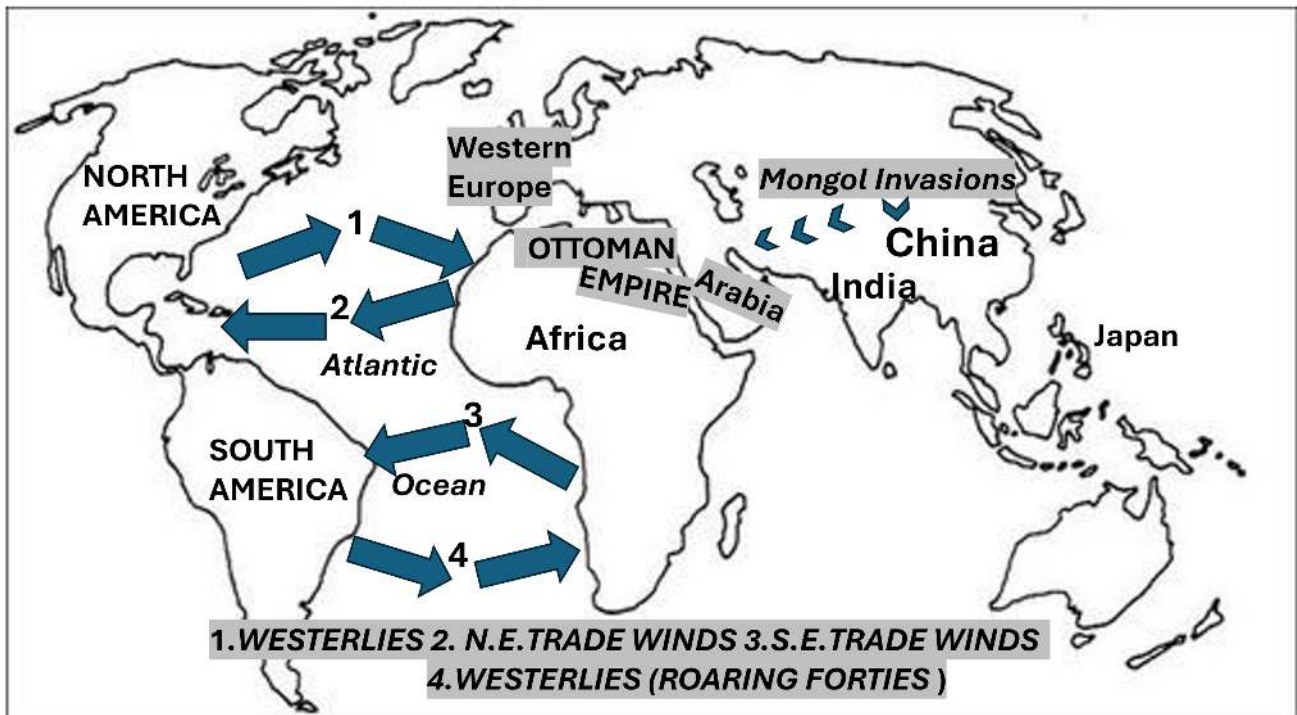 NORTH
AMERICA
1
Western
Europe
Mongol Invasions
OTTOMAN
EMPIRE
Arabia
China
India
2
Atlantic
Africa
Japan
3
SOUTH
AMERICA
Ocean
4
1.WESTERLIES 2. N.E.TRADE WINDS 3.S.E.TRADE WINDS
4.WESTERLIES (ROARING FORTIES )